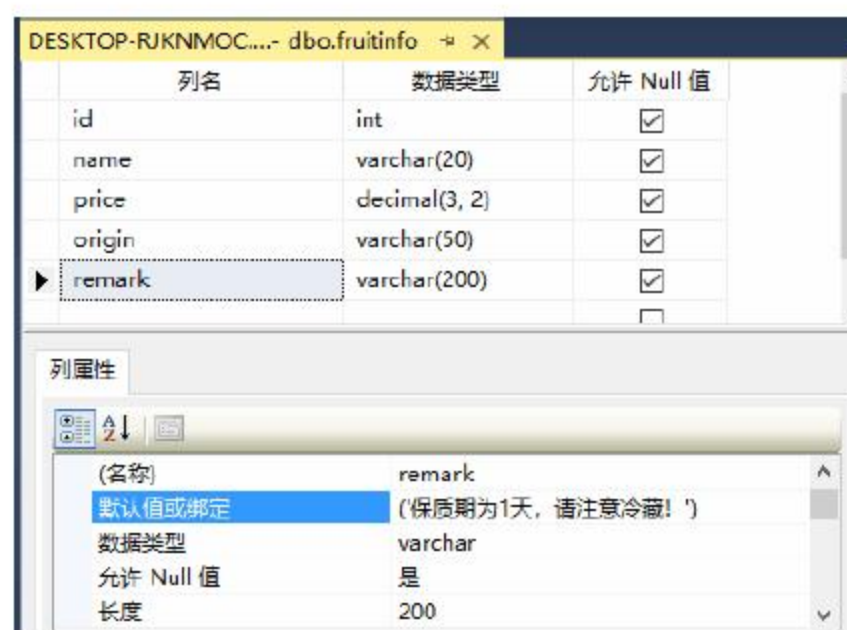 DESKTOP-RJKNMOC....- dbo.fruitinfo
列名 数据类型 允许 Null 值
id int
name varchar(20)
price decimal(3, 2)
origin varchar(50)
remark varchar(200)
列属性
(名称) remark
默认值或绑定 ('保质期为1天，请注意冷藏！')
数据类型 varchar
允许 Null 值 是
长度 200